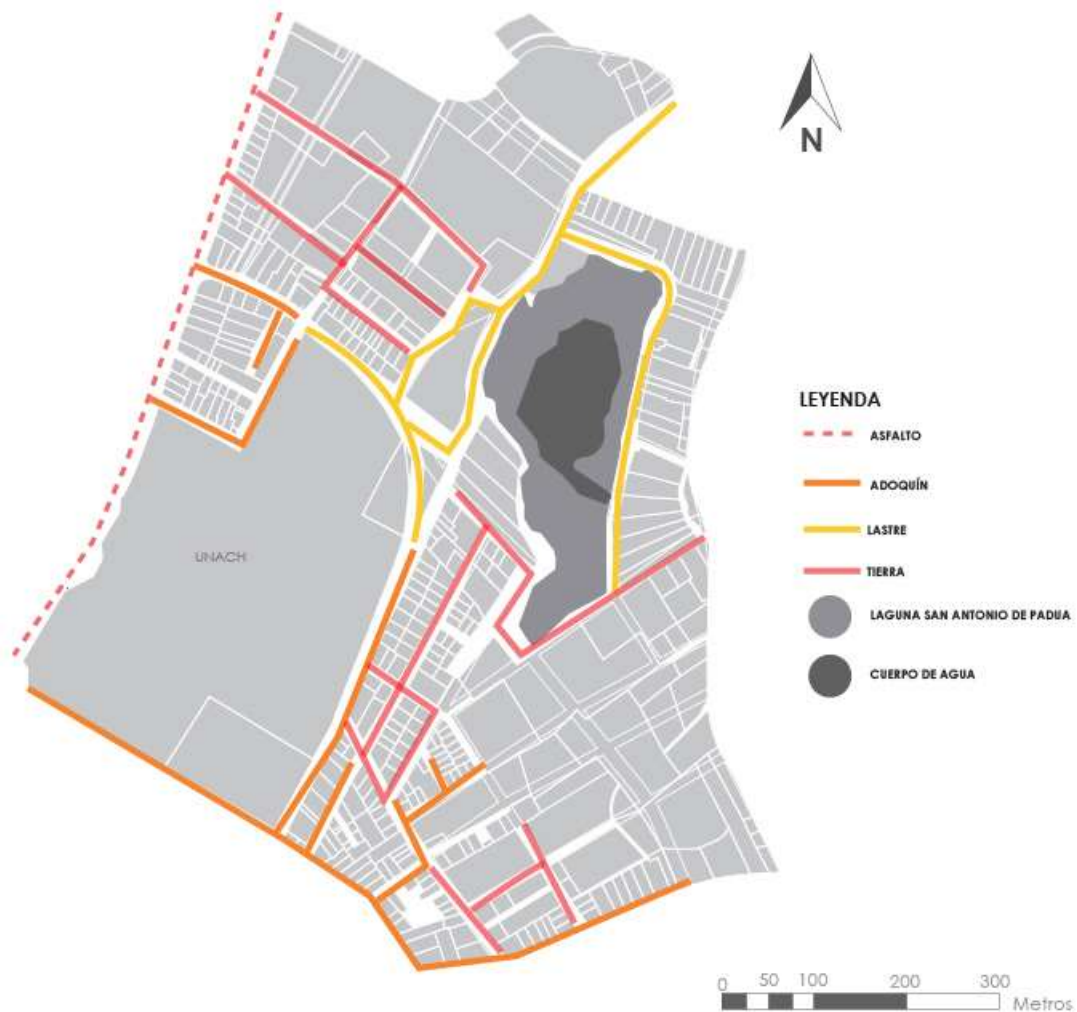 N
LEYENDA
ASFALTO
ADOQUÍN
LASTRE
TIERRA
LAGUNA SAN ANTONIO DE PADUA
CUERPO DE AGUA
UNACH
0 50 100 200 300
Metros